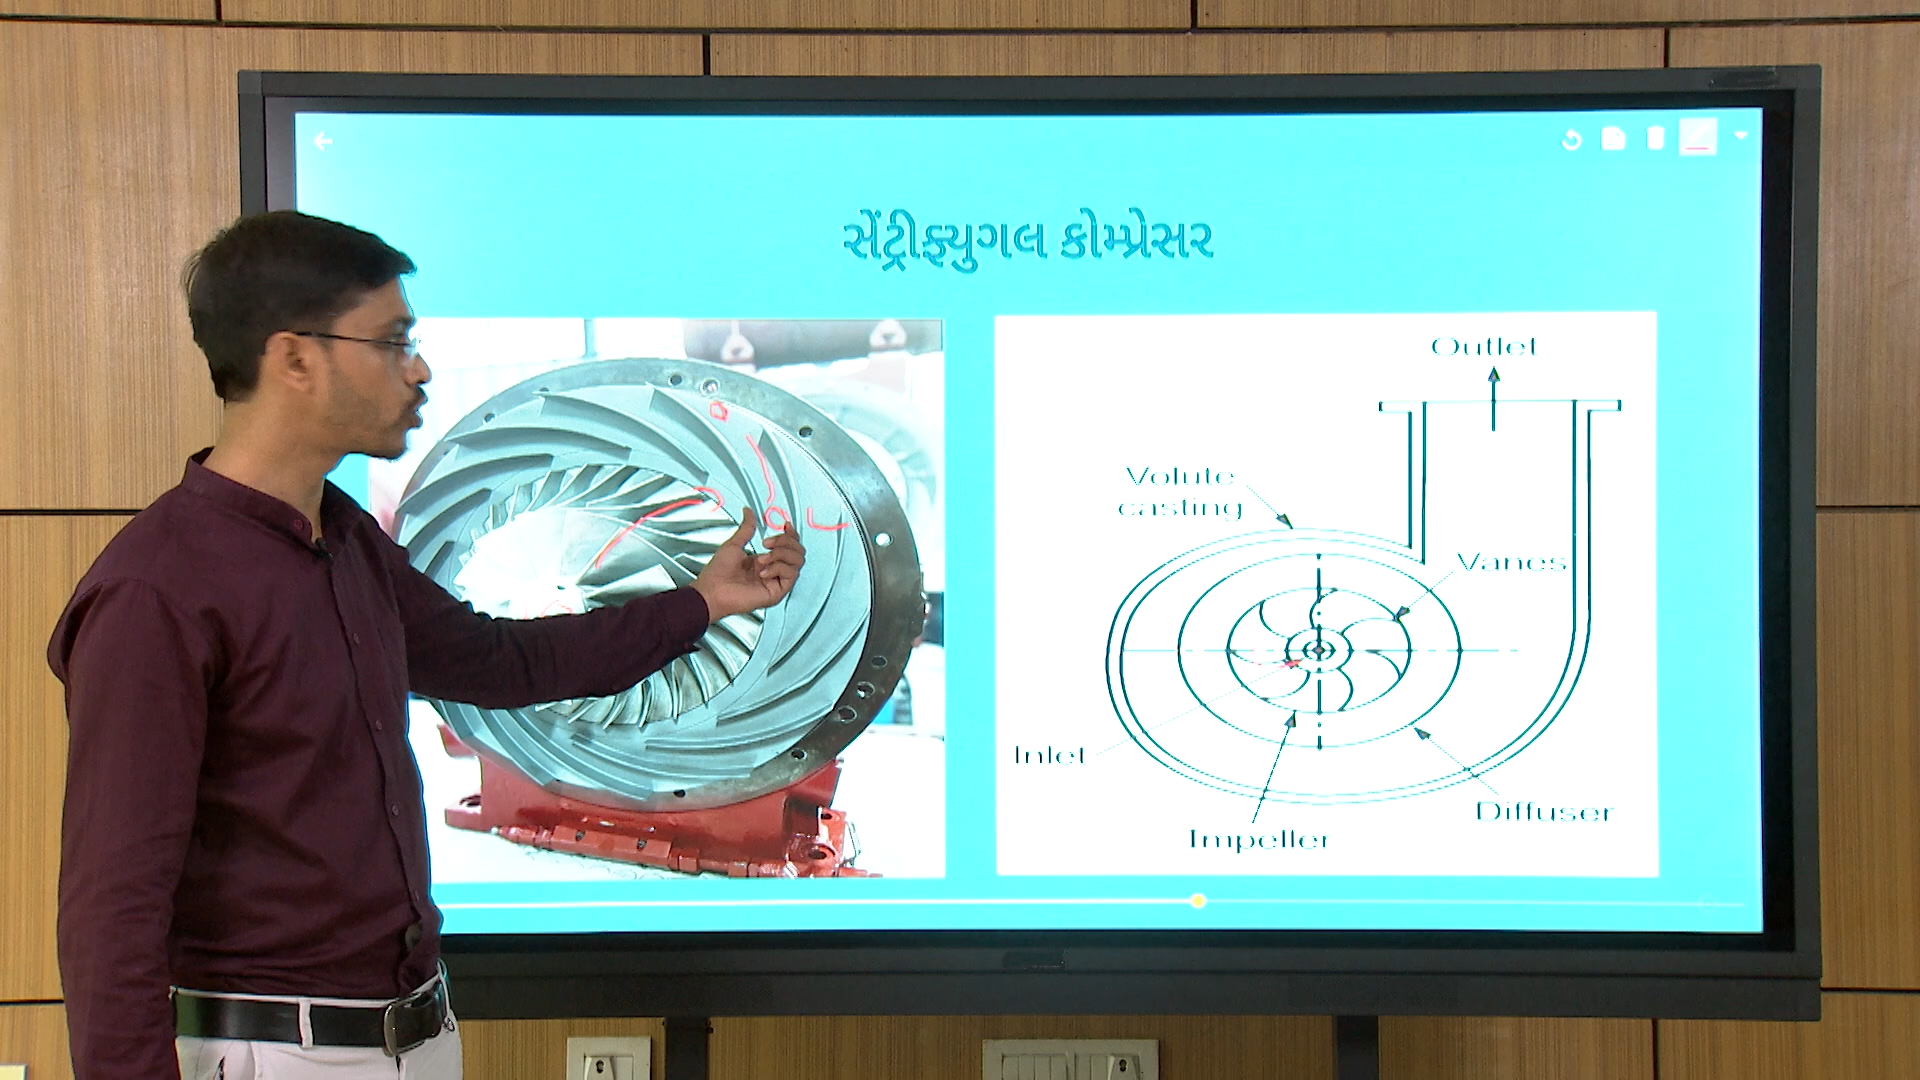 સેંટ્રીફ્યુગલ કોમ્પ્રેસર
Outlet
Volute
casting
Vanes
Inlet
Diffuser
Impeller